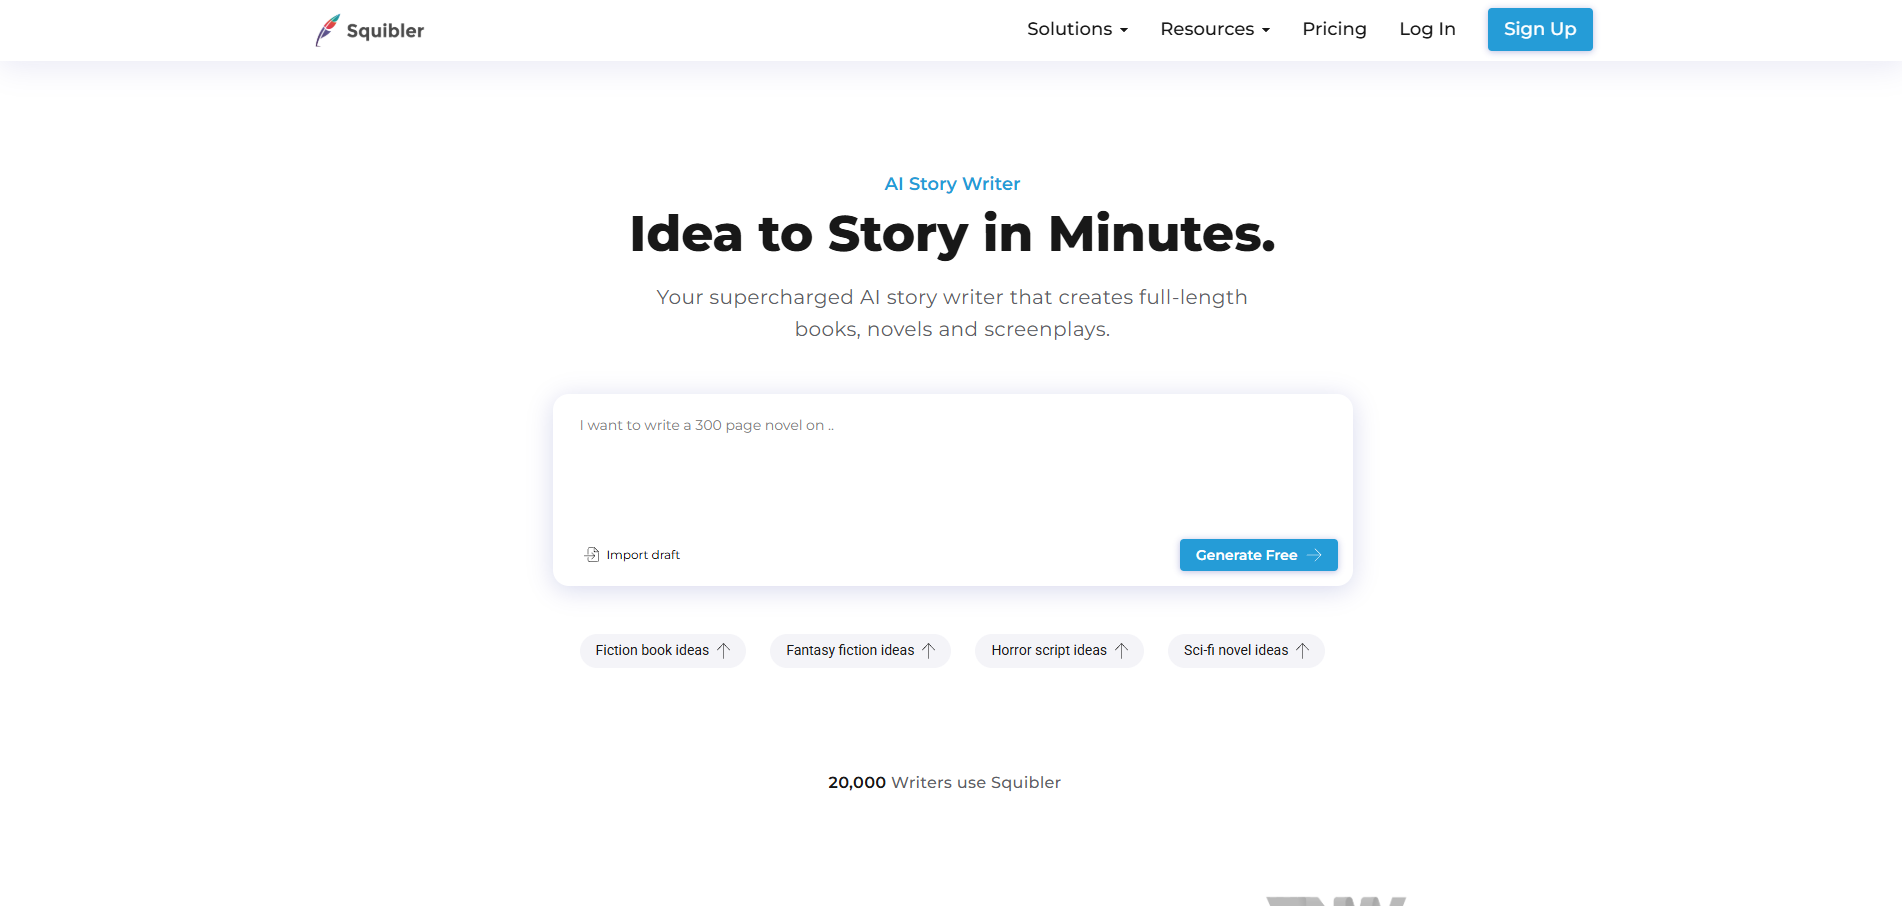 Squibler
Solutions
Resources
Pricing
Log In
Sign Up
AI Story Writer
Idea to Story in Minutes.
Your supercharged AI story writer that creates full-length
books, novels and screenplays.
I want to write a 300 page novel on ..
Import draft
Generate Free
Fiction book ideas
Fantasy fiction ideas
Horror script ideas
Sci-fi novel ideas
20,000 Writers use Squibler